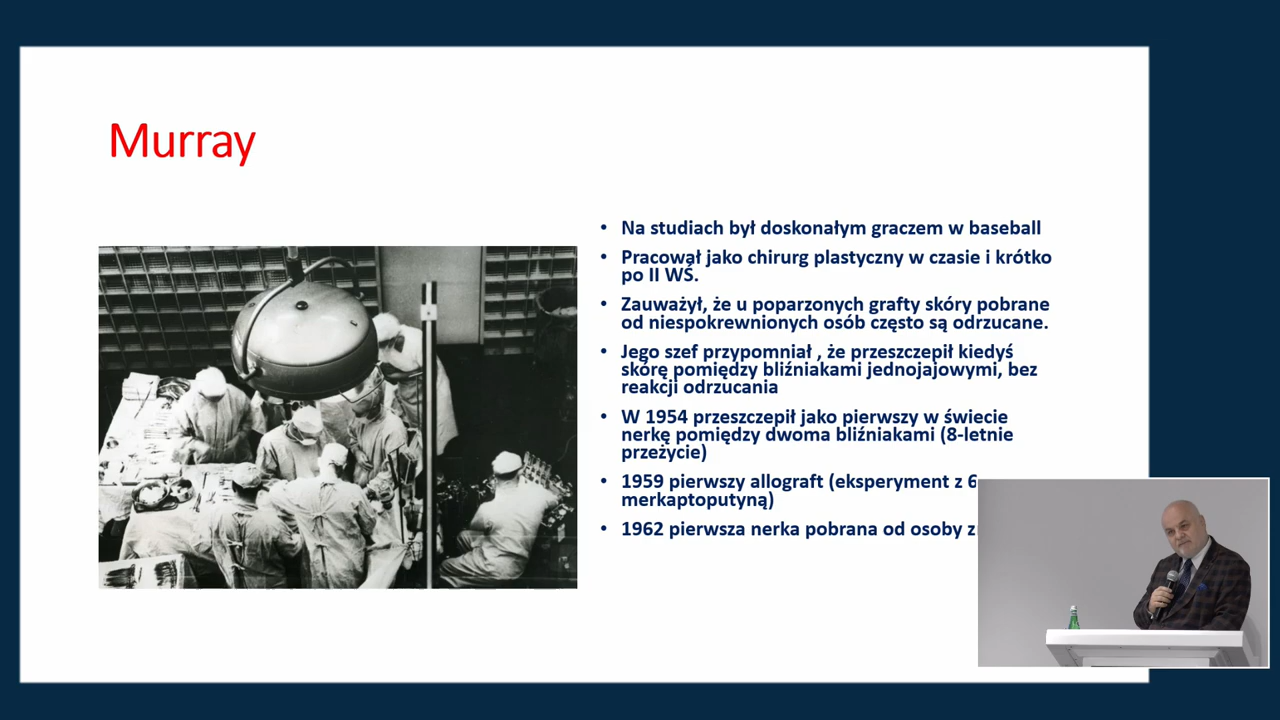 Murray
• Na studiach był doskonałym graczem w baseball
• Pracował jako chirurg plastyczny w czasie i krótko
po II WŚ.
• Zauważył, że u poparzonych grafty skóry pobrane
od niespokrewnionych osób często są odrzucane.
• Jego szef przypomniał , że przeszczepił kiedyś
skórę pomiędzy bliźniakami jednojajowymi, bez
reakcji odrzucania
• W 1954 przeszczepił jako pierwszy w świecie
nerkę pomiędzy dwoma bliźniakami (8-letnie
przeżycie)
• 1959 pierwszy allograft (eksperyment z 6
merkaptoputyną)
• 1962 pierwsza nerka pobrana od osoby